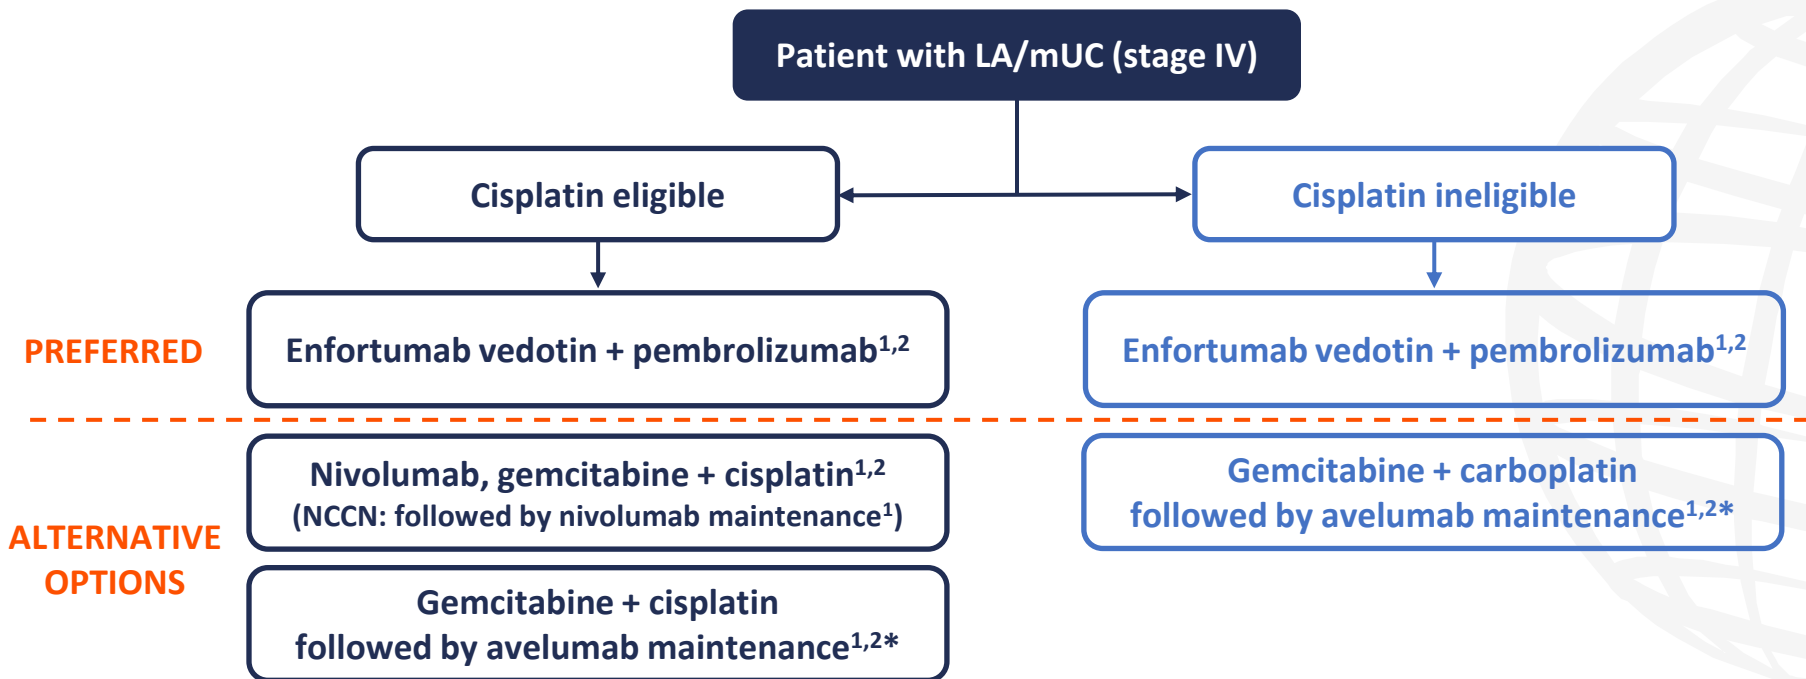 Patient with LA/mUC (stage IV)
Cisplatin eligible
Cisplatin ineligible
PREFERRED
Enfortumab vedotin + pembrolizumab1,2
Enfortumab vedotin + pembrolizumab1,2
ALTERNATIVE
OPTIONS
Nivolumab, gemcitabine + cisplatin1,2
(NCCN: followed by nivolumab maintenance1)
Gemcitabine + carboplatin
followed by avelumab maintenance1,2*
Gemcitabine + cisplatin
followed by avelumab maintenance1,2*